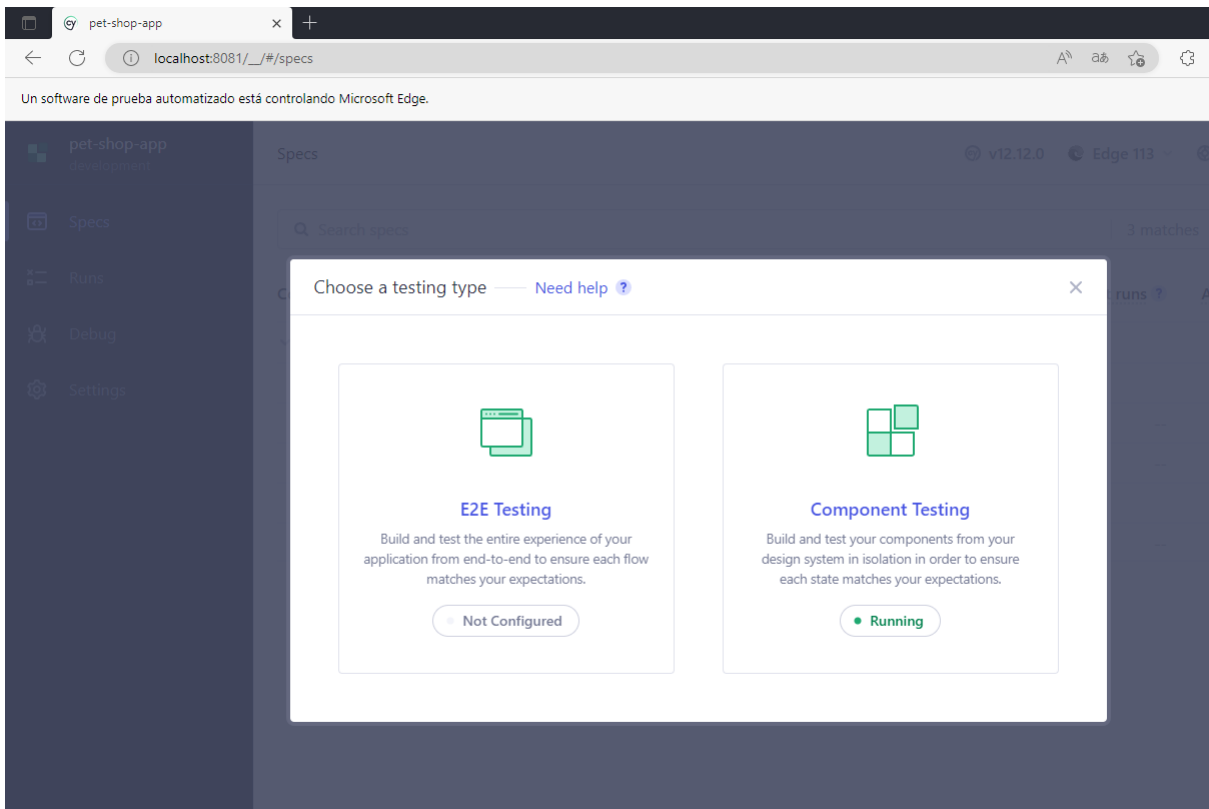 cy pet-shop-app
localhost:8081/__/#/specs
Un software de prueba automatizado está controlando Microsoft Edge.
pet-shop-app
development
Specs
v12.12.0
Edge 113
Specs
Search specs
3 matches
Runs
Choose a testing type
Need help ?
runs ?
Debug
Settings
E2E Testing
Build and test the entire experience of your
application from end-to-end to ensure each flow
matches your expectations.
Not Configured
Component Testing
Build and test your components from your
design system in isolation in order to ensure
each state matches your expectations.
Running